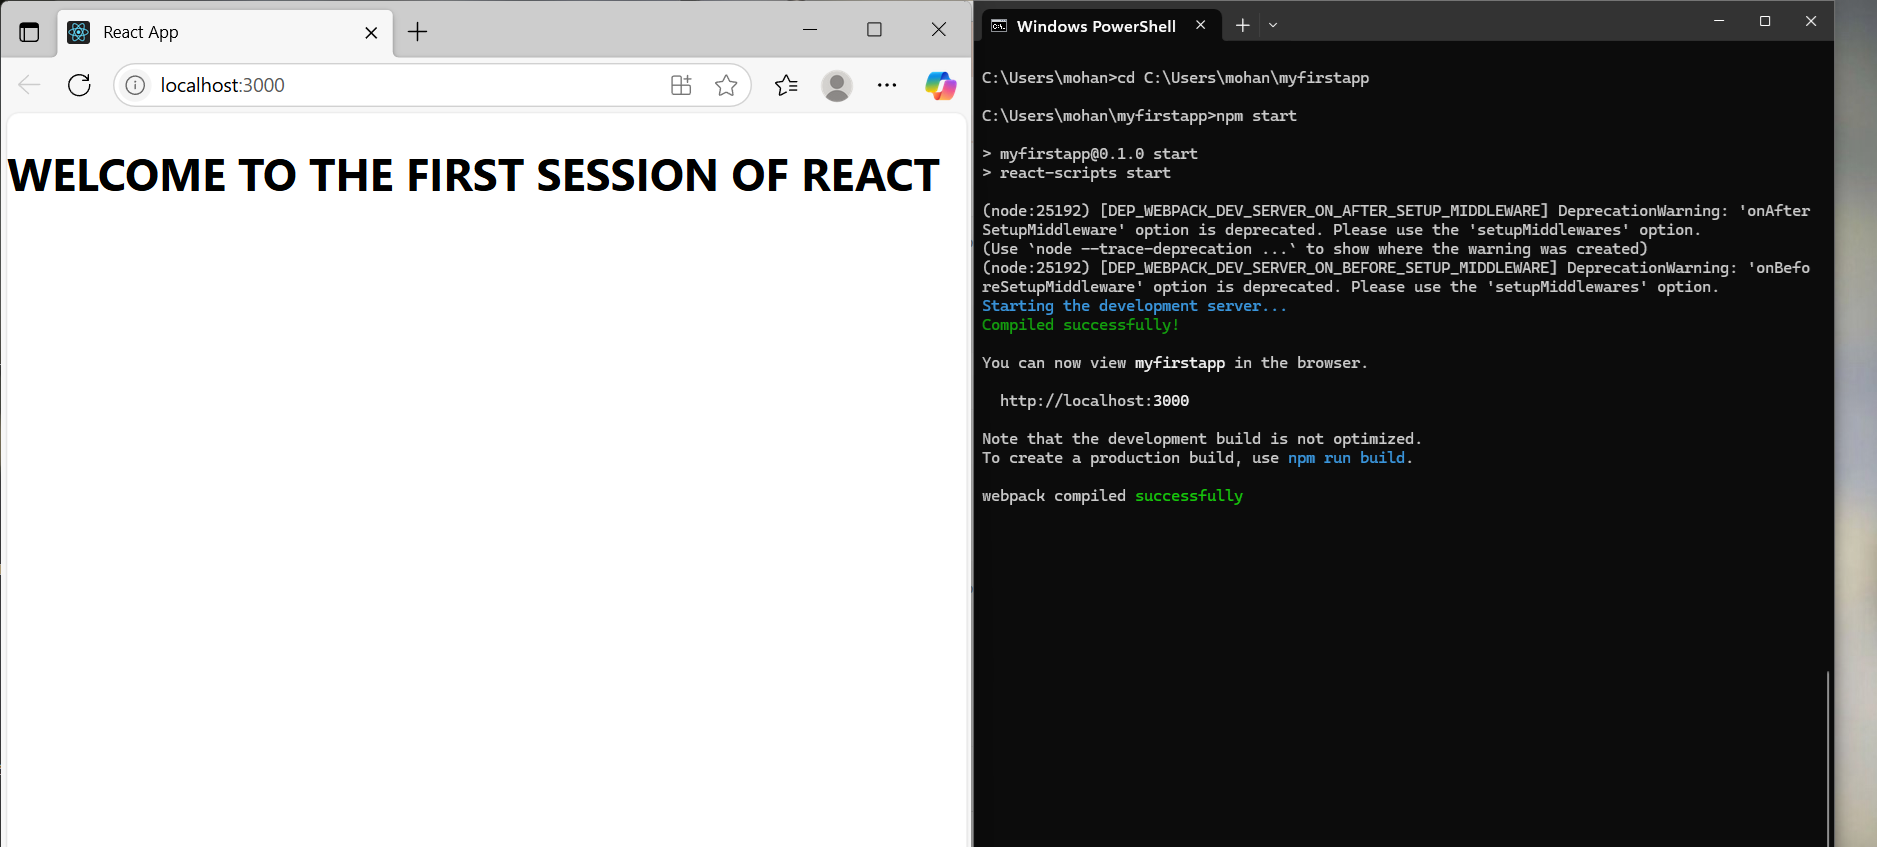 React App
localhost:3000
WELCOME TO THE FIRST SESSION OF REACT
Windows PowerShell
C:\Users\mohan>cd C:\Users\mohan\myfirstapp
C:\Users\mohan\myfirstapp>npm start
> myfirstapp@0.1.0 start
> react-scripts start
(node:25192) [DEP_WEBPACK_DEV_SERVER_ON_AFTER_SETUP_MIDDLEWARE] DeprecationWarning: 'onAfter
SetupMiddleware' option is deprecated. Please use the 'setupMiddlewares' option.
(Use `node --trace-deprecation ...` to show where the warning was created)
(node:25192) [DEP_WEBPACK_DEV_SERVER_ON_BEFORE_SETUP_MIDDLEWARE] DeprecationWarning: 'onBefo
reSetupMiddleware' option is deprecated. Please use the 'setupMiddlewares' option.
Starting the development server...
Compiled successfully!
You can now view myfirstapp in the browser.
http://localhost:3000
Note that the development build is not optimized.
To create a production build, use npm run build.
webpack compiled successfully